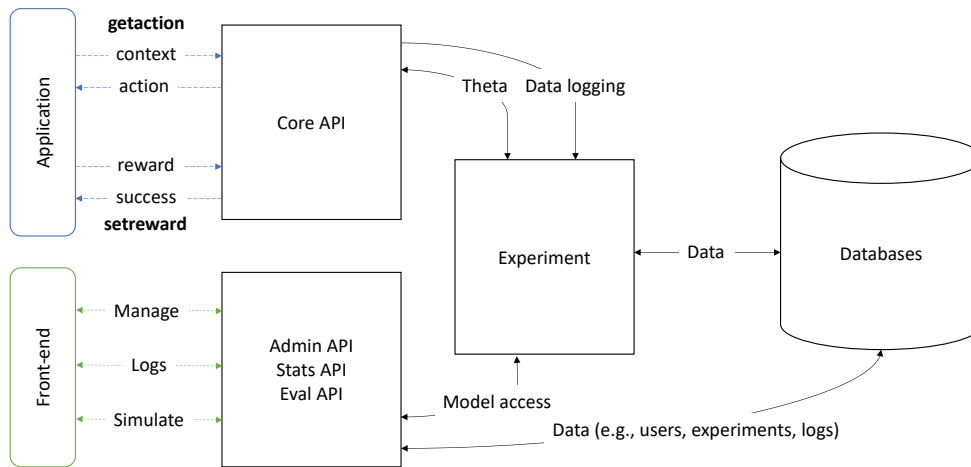 getaction
context
action
reward
success
setreward
Application
Core API
Theta
Data logging
Experiment
Data
Databases
Front-end
Manage
Logs
Simulate
Admin API
Stats API
Eval API
Model access
Data (e.g., users, experiments, logs)